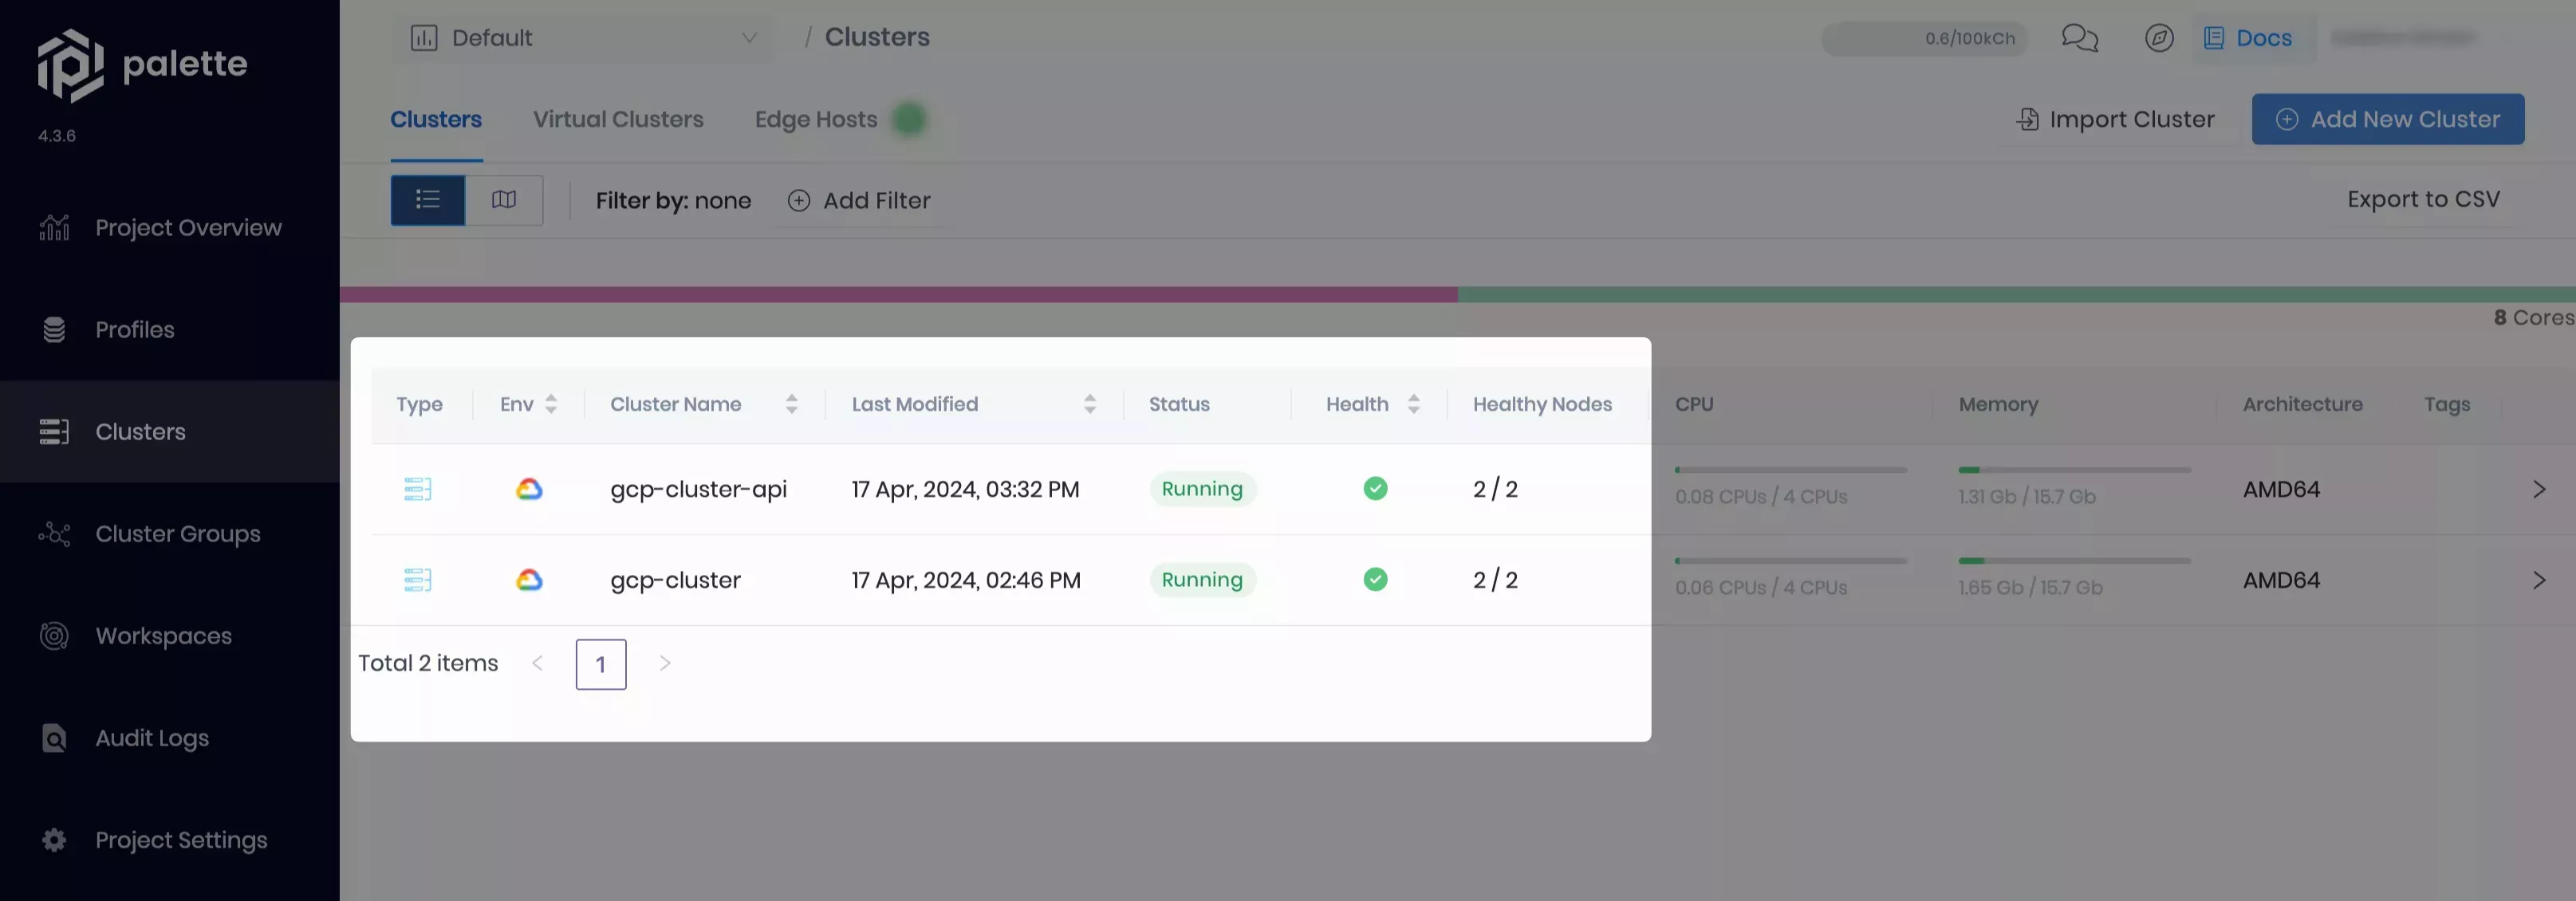 palette
4.3.6
Project Overview
Profiles
Clusters
Cluster Groups
Workspaces
Audit Logs
Project Settings
Default / Clusters 0.6/100kCh Docs
Clusters Virtual Clusters Edge Hosts Import Cluster Add New Cluster
Filter by: none Add Filter Export to CSV
8 Cores
Type Env Cluster Name Last Modified Status Health Healthy Nodes CPU Memory Architecture Tags
gcp-cluster-api 17 Apr, 2024, 03:32 PM Running 2 / 2 0.08 CPUs / 4 CPUs 1.31 Gb / 15.7 Gb AMD64
gcp-cluster 17 Apr, 2024, 02:46 PM Running 2 / 2 0.06 CPUs / 4 CPUs 1.65 Gb / 15.7 Gb AMD64
Total 2 items < 1 >